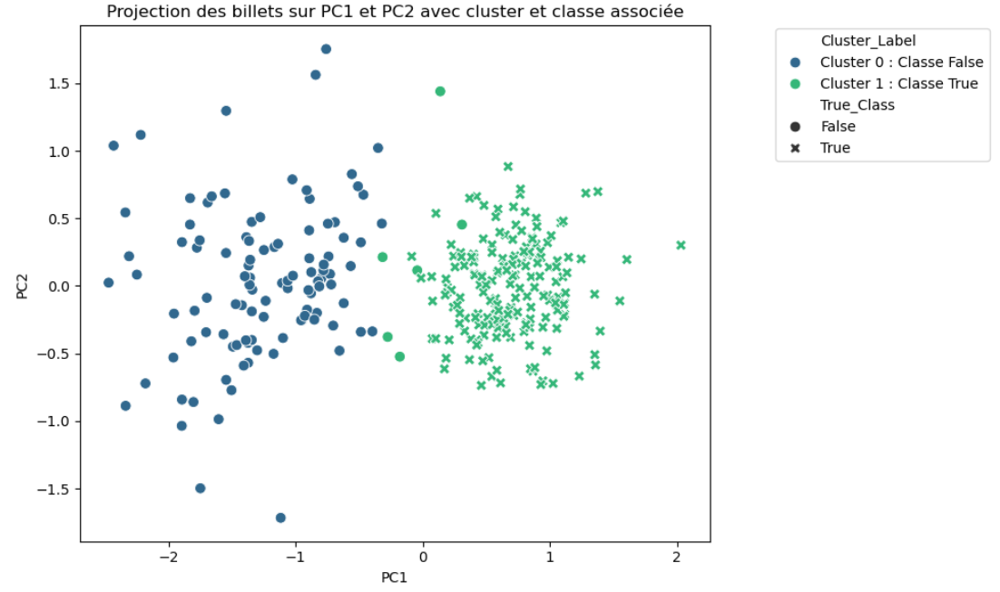 Projection des billets sur PC1 et PC2 avec cluster et classe associée
Cluster_Label
Cluster 0 : Classe False
Cluster 1 : Classe True
True_Class
False
True
PC2
1.5
1.0
0.5
0.0
−0.5
−1.0
−1.5
−2 −1 0 1 2
PC1